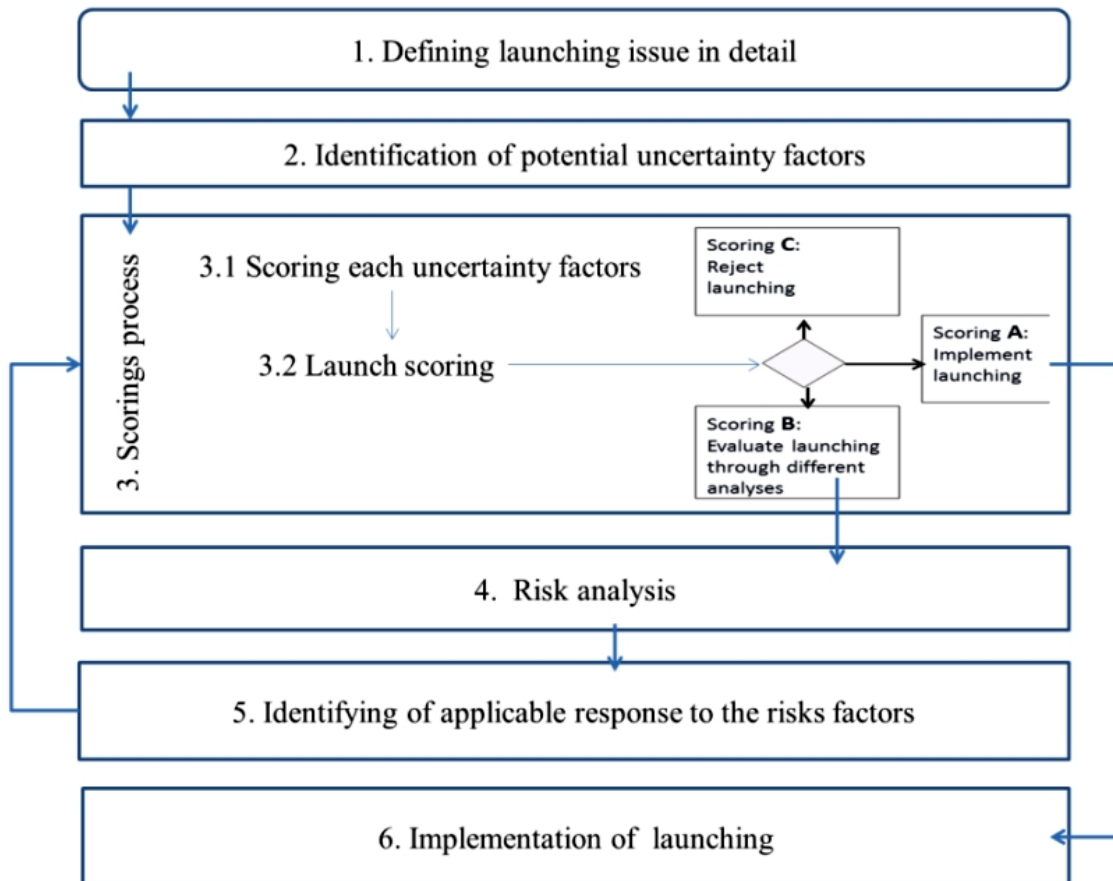 1. Defining launching issue in detail
2. Identification of potential uncertainty factors
3. Scorings process
3.1 Scoring each uncertainty factors
3.2 Launch scoring
Scoring C:
Reject
launching
Scoring A:
Implement
launching
Scoring B:
Evaluate launching
through different
analyses
4. Risk analysis
5. Identifying of applicable response to the risks factors
6. Implementation of launching